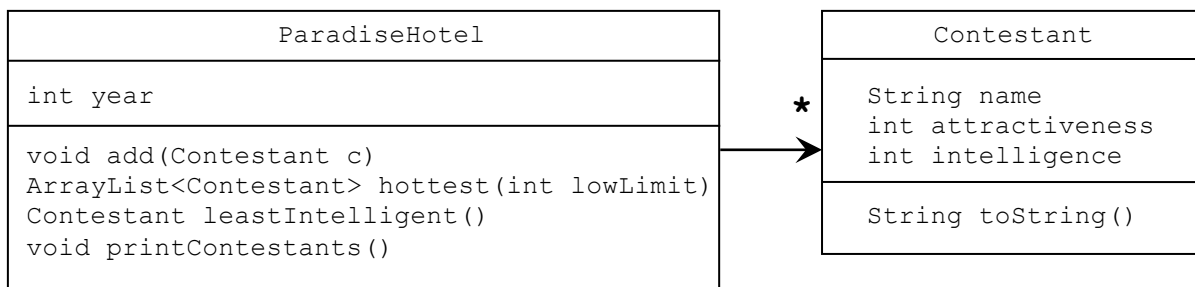 ParadiseHotel
int year
void add(Contestant c)
ArrayList<Contestant> hottest(int lowLimit)
Contestant leastIntelligent()
void printContestants()
*
Contestant
String name
int attractiveness
int intelligence
String toString()